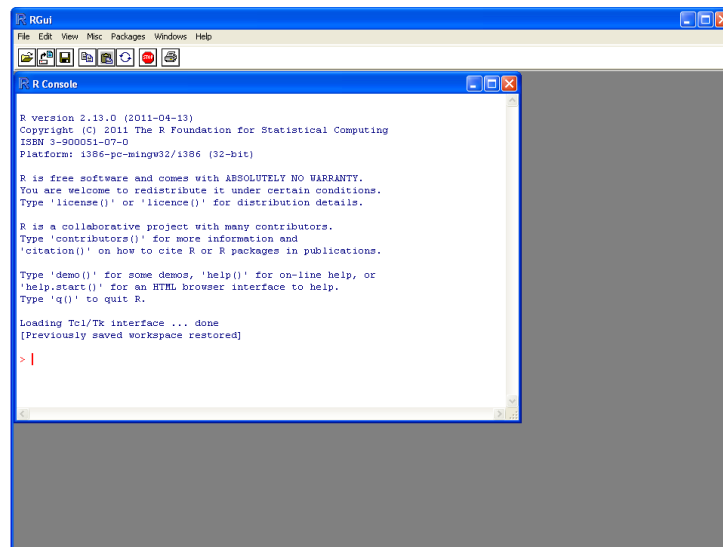 RGui
File Edit View Misc Packages Windows Help
STOP
R Console
R version 2.13.0 (2011-04-13)
Copyright (C) 2011 The R Foundation for Statistical Computing
ISBN 3-900051-07-0
Platform: i386-pc-mingw32/i386 (32-bit)
R is free software and comes with ABSOLUTELY NO WARRANTY.
You are welcome to redistribute it under certain conditions.
Type 'license()' or 'licence()' for distribution details.
R is a collaborative project with many contributors.
Type 'contributors()' for more information and
'citation()' on how to cite R or R packages in publications.
Type 'demo()' for some demos, 'help()' for on-line help, or
'help.start()' for an HTML browser interface to help.
Type 'q()' to quit R.
Loading Tcl/Tk interface ... done
[Previously saved workspace restored]
>